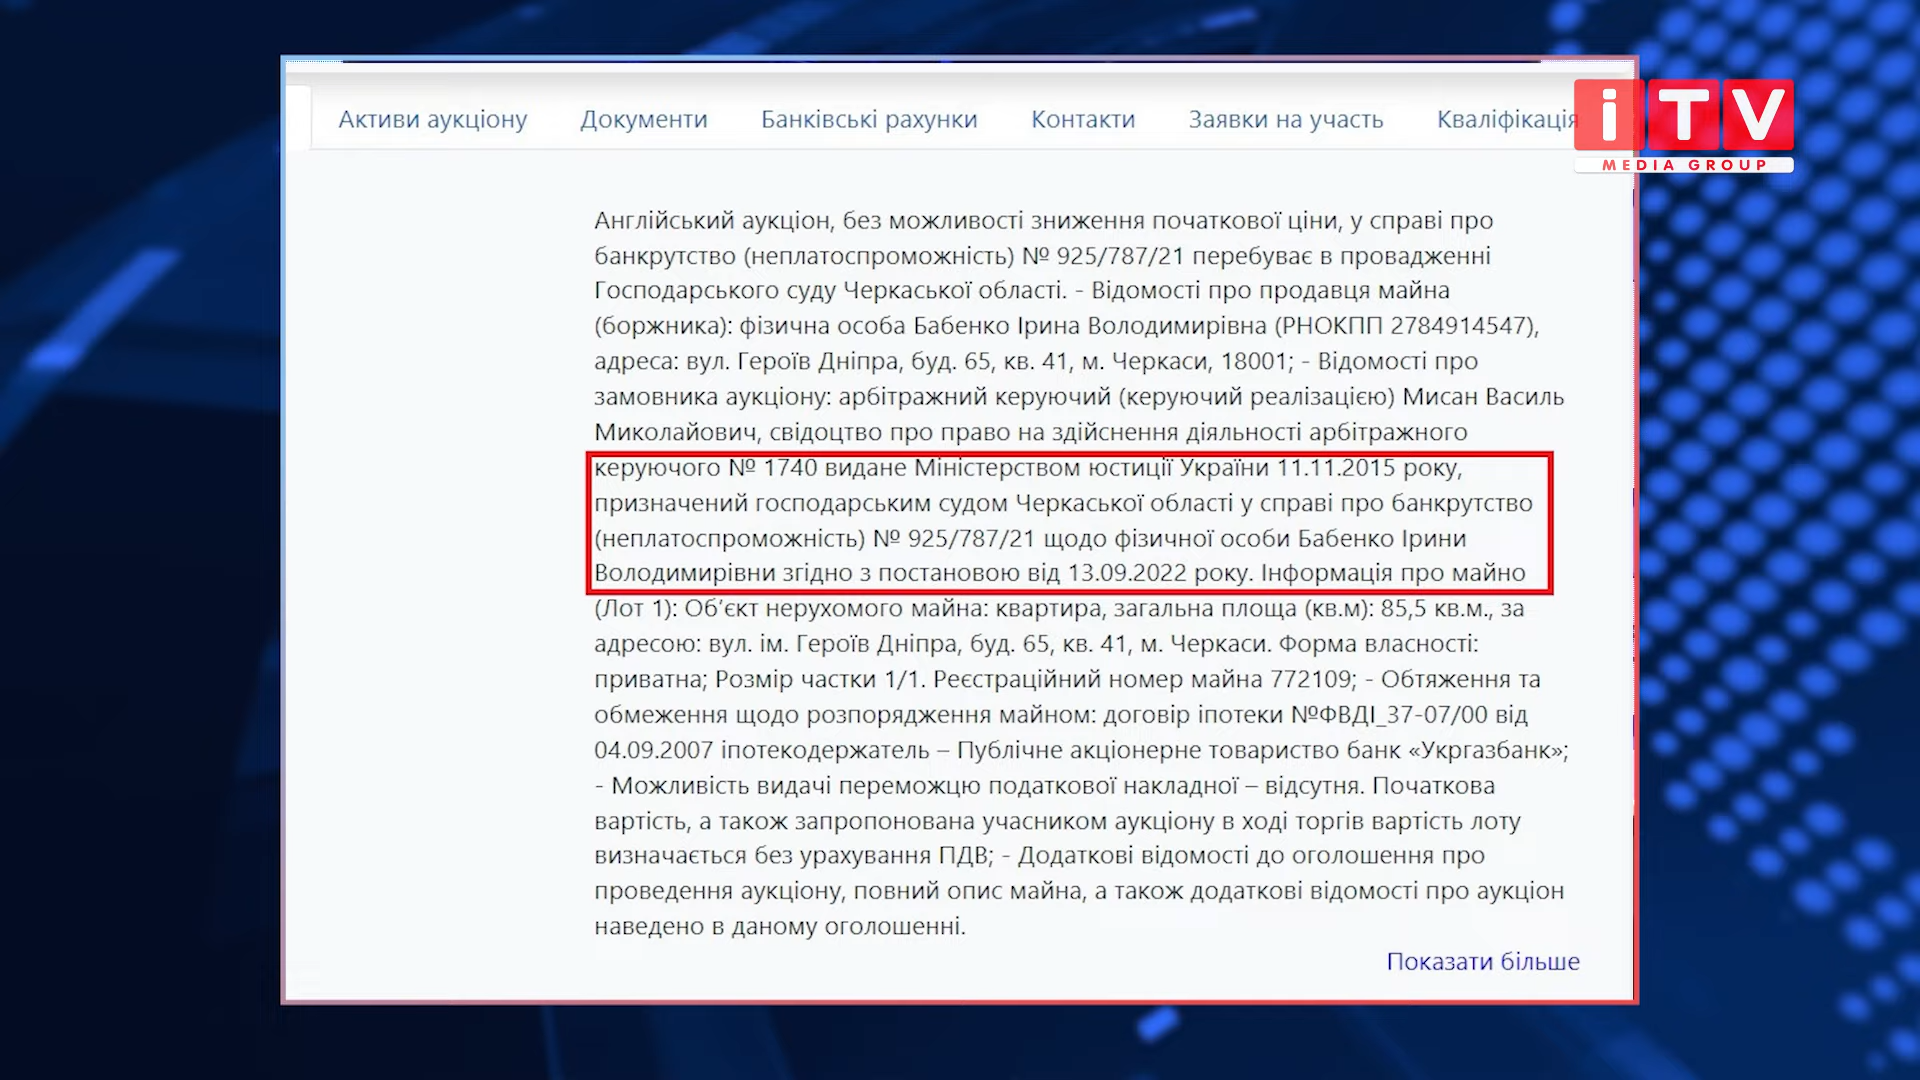 Активи аукціону Документи Банківські рахунки Контакти Заявки на участь Кваліфікація
iTV
MEDIA GROUP
Англійський аукціон, без можливості зниження початкової ціни, у справі про
банкрутство (неплатоспроможність) № 925/787/21 перебуває в провадженні
Господарського суду Черкаської області. - Відомості про продавця майна
(боржника): фізична особа Бабенко Ірина Володимирівна (РНОКПП 2784914547),
адреса: вул. Героїв Дніпра, буд. 65, кв. 41, м. Черкаси, 18001; - Відомості про
замовника аукціону: арбітражний керуючий (керуючий реалізацією) Мисан Василь
Миколайович, свідоцтво про право на здійснення діяльності арбітражного
керуючого № 1740 видане Міністерством юстиції України 11.11.2015 року,
призначений господарським судом Черкаської області у справі про банкрутство
(неплатоспроможність) № 925/787/21 щодо фізичної особи Бабенко Ірини
Володимирівни згідно з постановою від 13.09.2022 року. Інформація про майно
(Лот 1): Об’єкт нерухомого майна: квартира, загальна площа (кв.м): 85,5 кв.м., за
адресою: вул. ім. Героїв Дніпра, буд. 65, кв. 41, м. Черкаси. Форма власності:
приватна; Розмір частки 1/1. Реєстраційний номер майна 772109; - Обтяження та
обмеження щодо розпорядження майном: договір іпотеки №ФВДІ_37-07/00 від
04.09.2007 іпотекодержатель – Публічне акціонерне товариство банк «Укргазбанк»;
- Можливість видачі переможцю податкової накладної – відсутня. Початкова
вартість, а також запропонована учасником аукціону в ході торгів вартість лоту
визначається без урахування ПДВ; - Додаткові відомості до оголошення про
проведення аукціону, повний опис майна, а також додаткові відомості про аукціон
наведено в даному оголошенні.
Показати більше